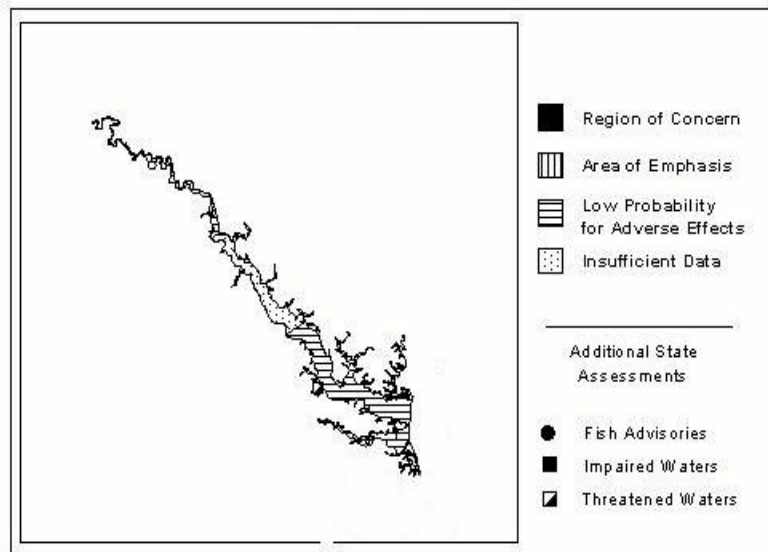 Region of Concern
Area of Emphasis
Low Probability
for Adverse Effects
Insufficient Data
Additional State
Assessments
Fish Advisories
Impaired Waters
Threatened Waters